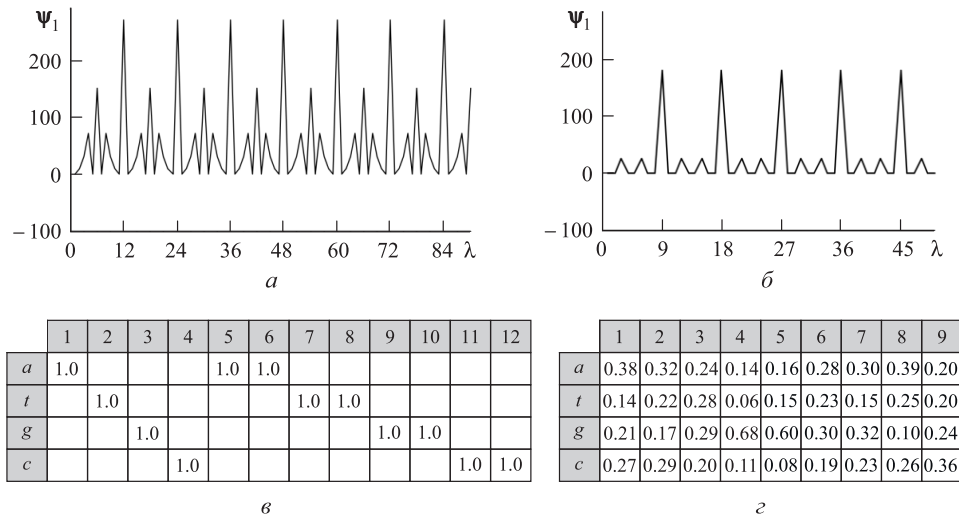 ψ₁
200
100
0
– 100
0 12 24 36 48 60 72 84 λ
а
ψ₁
200
100
0
– 100
0 9 18 27 36 45 λ
б
1 2 3 4 5 6 7 8 9 10 11 12
a 1.0 1.0 1.0
t 1.0 1.0 1.0
g 1.0 1.0 1.0
c 1.0 1.0 1.0
в
1 2 3 4 5 6 7 8 9
a 0.38 0.32 0.24 0.14 0.16 0.28 0.30 0.39 0.20
t 0.14 0.22 0.28 0.06 0.15 0.23 0.15 0.25 0.20
g 0.21 0.17 0.29 0.68 0.60 0.30 0.32 0.10 0.24
c 0.27 0.29 0.20 0.11 0.08 0.19 0.23 0.26 0.36
г